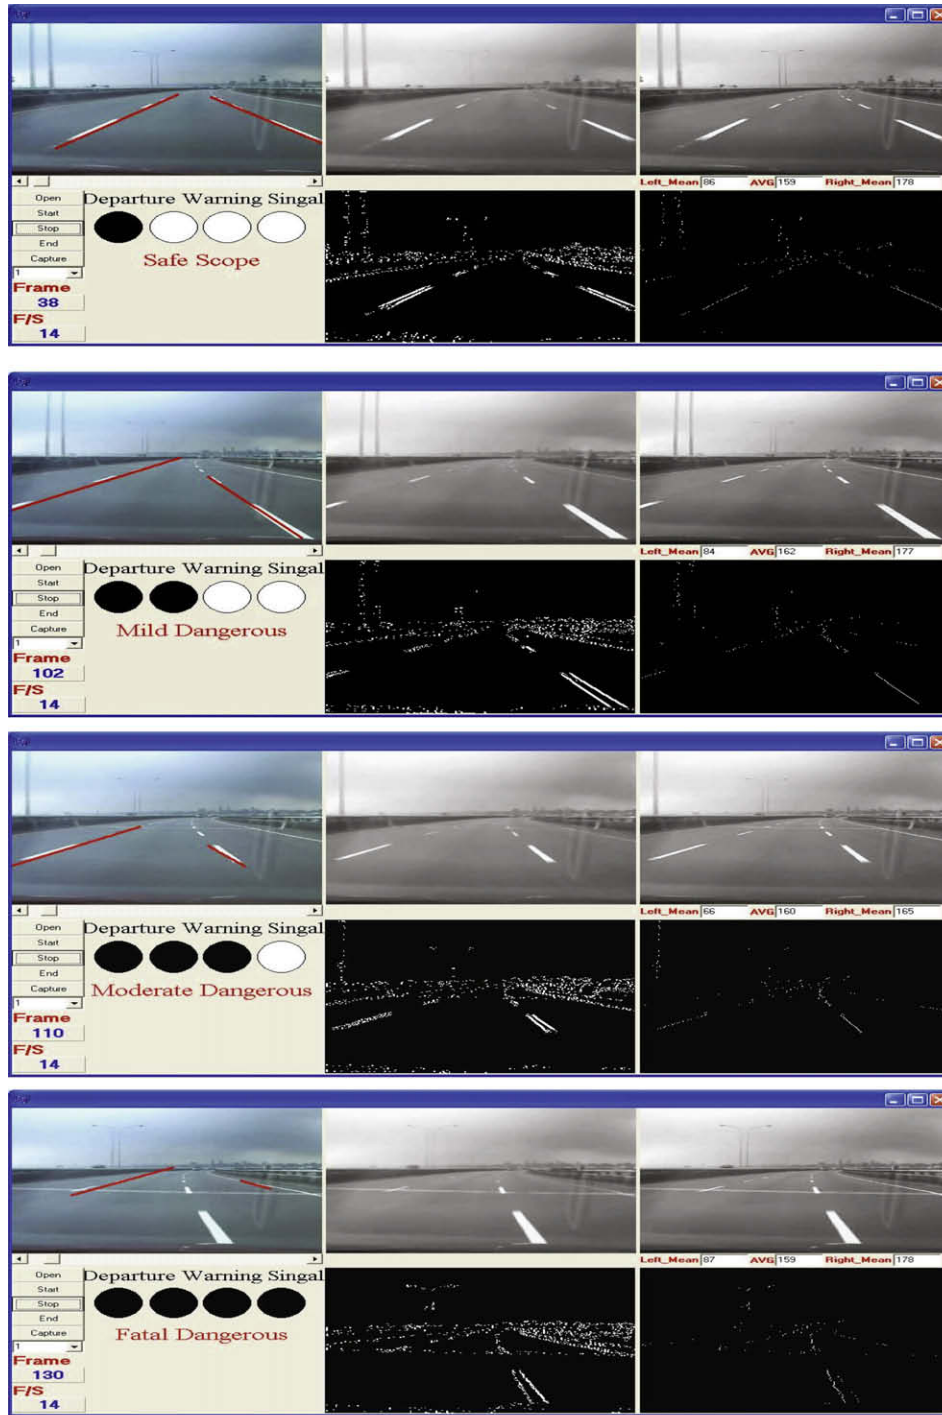 Left_Mean 86 AVG 159 Right_Mean 178
Open Departure Warning Singal
Start
Stop
End
Capture Safe Scope
1
Frame
38
F/S
14
Left_Mean 84 AVG 162 Right_Mean 177
Open Departure Warning Singal
Start
Stop
End
Capture Mild Dangerous
1
Frame
102
F/S
14
Left_Mean 66 AVG 160 Right_Mean 165
Open Departure Warning Singal
Start
Stop
End
Capture Moderate Dangerous
1
Frame
110
F/S
14
Left_Mean 87 AVG 159 Right_Mean 178
Open Departure Warning Singal
Start
Stop
End
Capture Fatal Dangerous
1
Frame
130
F/S
14